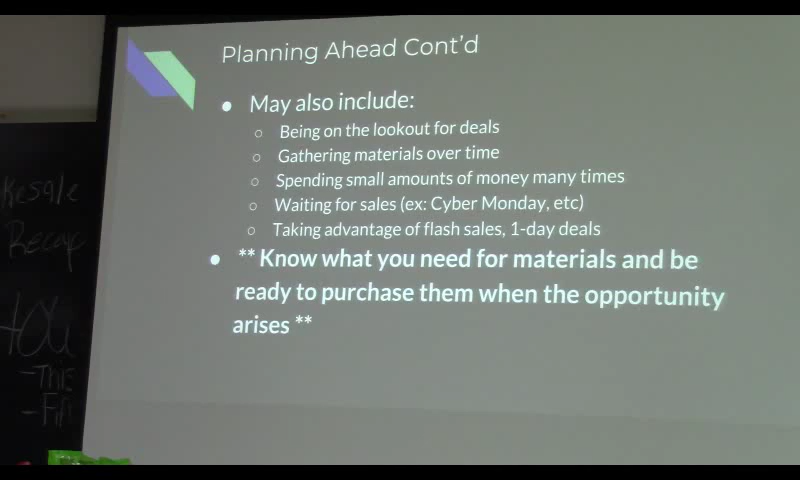 Planning Ahead Cont'd
● May also include:
○ Being on the lookout for deals
○ Gathering materials over time
○ Spending small amounts of money many times
○ Waiting for sales (ex: Cyber Monday, etc)
○ Taking advantage of flash sales, 1-day deals
● ** Know what you need for materials and be
ready to purchase them when the opportunity
arises **
Recap